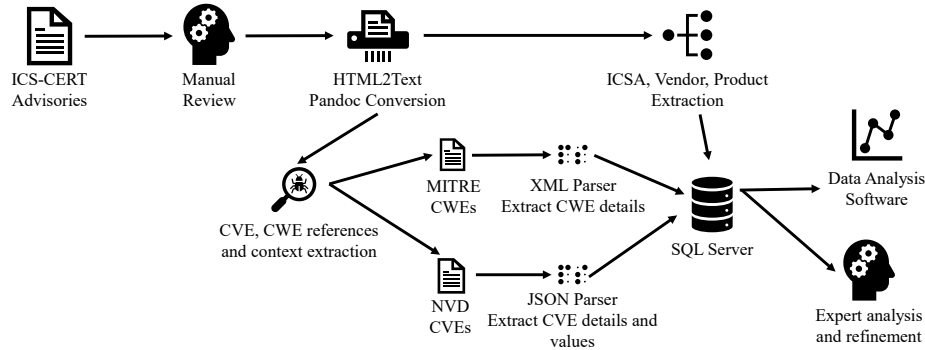 ICS-CERT
Advisories
Manual
Review
HTML2Text
Pandoc Conversion
ICSA, Vendor, Product
Extraction
CVE, CWE references
and context extraction
MITRE
CWEs
XML Parser
Extract CWE details
NVD
CVEs
JSON Parser
Extract CVE details and
values
SQL Server
Data Analysis
Software
Expert analysis
and refinement